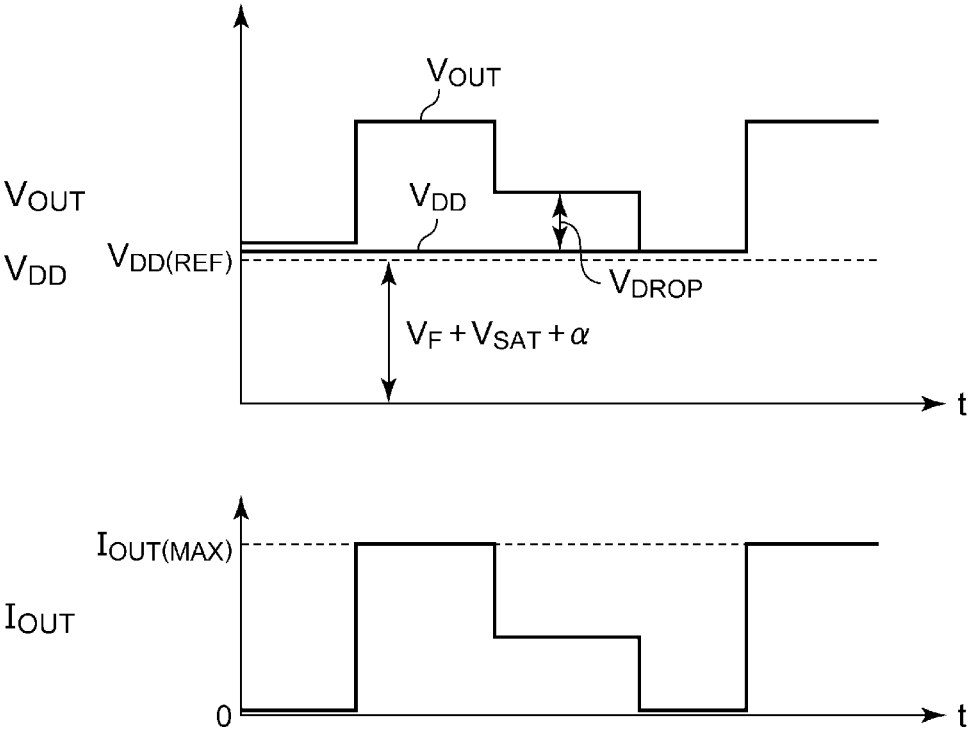 VOUT
VOUT
VDD
VDD
VDD(REF)
VDROP
VF + VSAT + α
t
IOUT(MAX)
IOUT
0
t